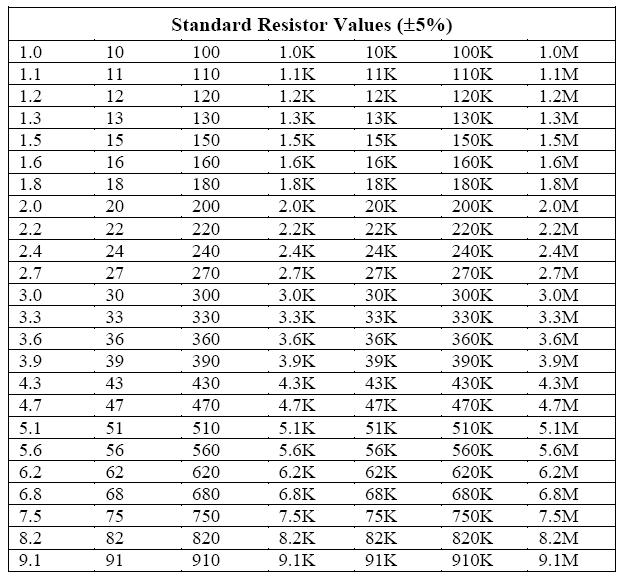 Standard Resistor Values (±5%)
1.0 10 100 1.0K 10K 100K 1.0M
1.1 11 110 1.1K 11K 110K 1.1M
1.2 12 120 1.2K 12K 120K 1.2M
1.3 13 130 1.3K 13K 130K 1.3M
1.5 15 150 1.5K 15K 150K 1.5M
1.6 16 160 1.6K 16K 160K 1.6M
1.8 18 180 1.8K 18K 180K 1.8M
2.0 20 200 2.0K 20K 200K 2.0M
2.2 22 220 2.2K 22K 220K 2.2M
2.4 24 240 2.4K 24K 240K 2.4M
2.7 27 270 2.7K 27K 270K 2.7M
3.0 30 300 3.0K 30K 300K 3.0M
3.3 33 330 3.3K 33K 330K 3.3M
3.6 36 360 3.6K 36K 360K 3.6M
3.9 39 390 3.9K 39K 390K 3.9M
4.3 43 430 4.3K 43K 430K 4.3M
4.7 47 470 4.7K 47K 470K 4.7M
5.1 51 510 5.1K 51K 510K 5.1M
5.6 56 560 5.6K 56K 560K 5.6M
6.2 62 620 6.2K 62K 620K 6.2M
6.8 68 680 6.8K 68K 680K 6.8M
7.5 75 750 7.5K 75K 750K 7.5M
8.2 82 820 8.2K 82K 820K 8.2M
9.1 91 910 9.1K 91K 910K 9.1M